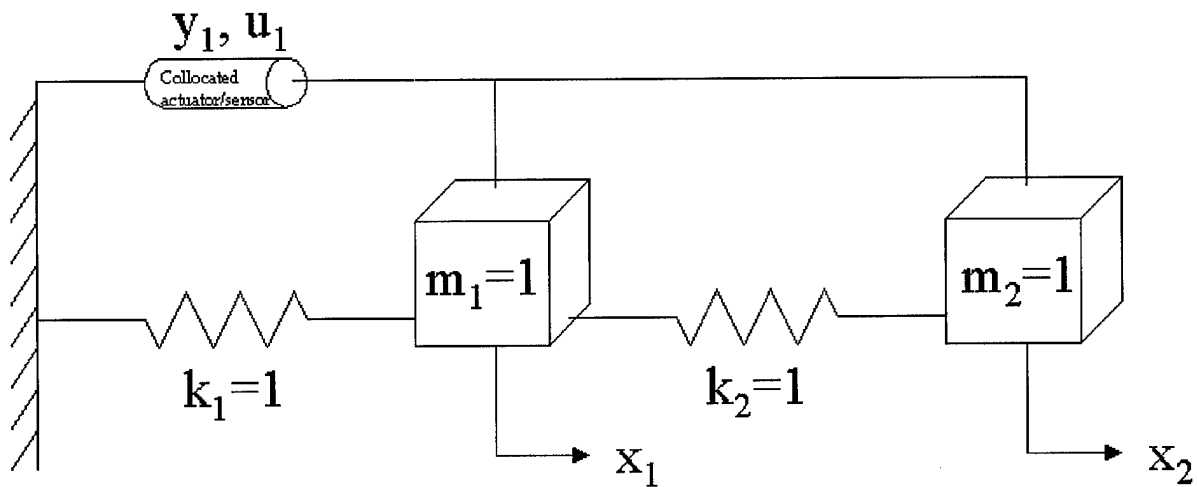 y₁, u₁
Collocated
actuator/sensor
m₁=1
m₂=1
k₁=1
k₂=1
x₁
x₂